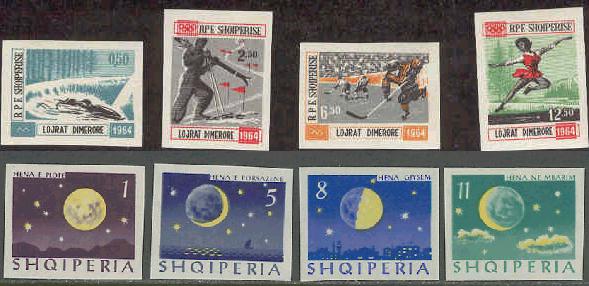 0,50
R.P.E SHQIPERISE
LOJRAT DIMERORE 1964
R.P.E SHQIPERISE
2.50
LOJRAT DIMERORE
1964
R.P.E SHQIPERISE
6.50
LOJRAT DIMERORE 1964
R.P.E SHQIPERISE
12.50
LOJRAT DIMERORE 1964
HENA E PLOTE
1
SHQIPERIA
HENA E PORSAZENE
5
SHQIPERIA
HENA GJYSEM
8
SHQIPERIA
HENA NE MBARIM
11
SHQIPERIA